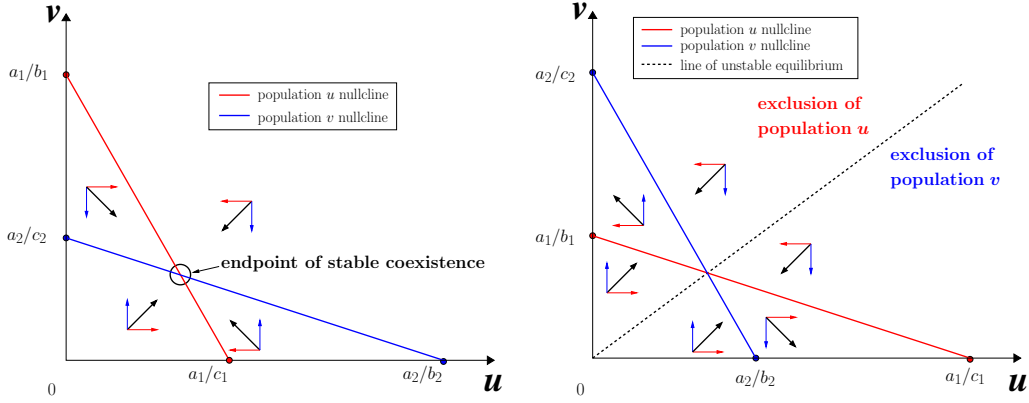 v
a₁/b₁
population u nullcline
population v nullcline
a₂/c₂
endpoint of stable coexistence
0
a₁/c₁
a₂/b₂
u
v
population u nullcline
population v nullcline
line of unstable equilibrium
a₂/c₂
exclusion of
population u
exclusion of
population v
a₁/b₁
0
a₂/b₂
a₁/c₁
u